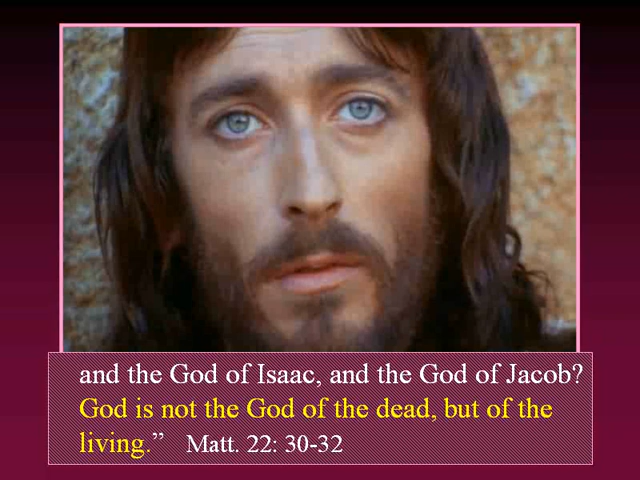 and the God of Isaac, and the God of Jacob?
God is not the God of the dead, but of the
living.”   Matt. 22: 30-32